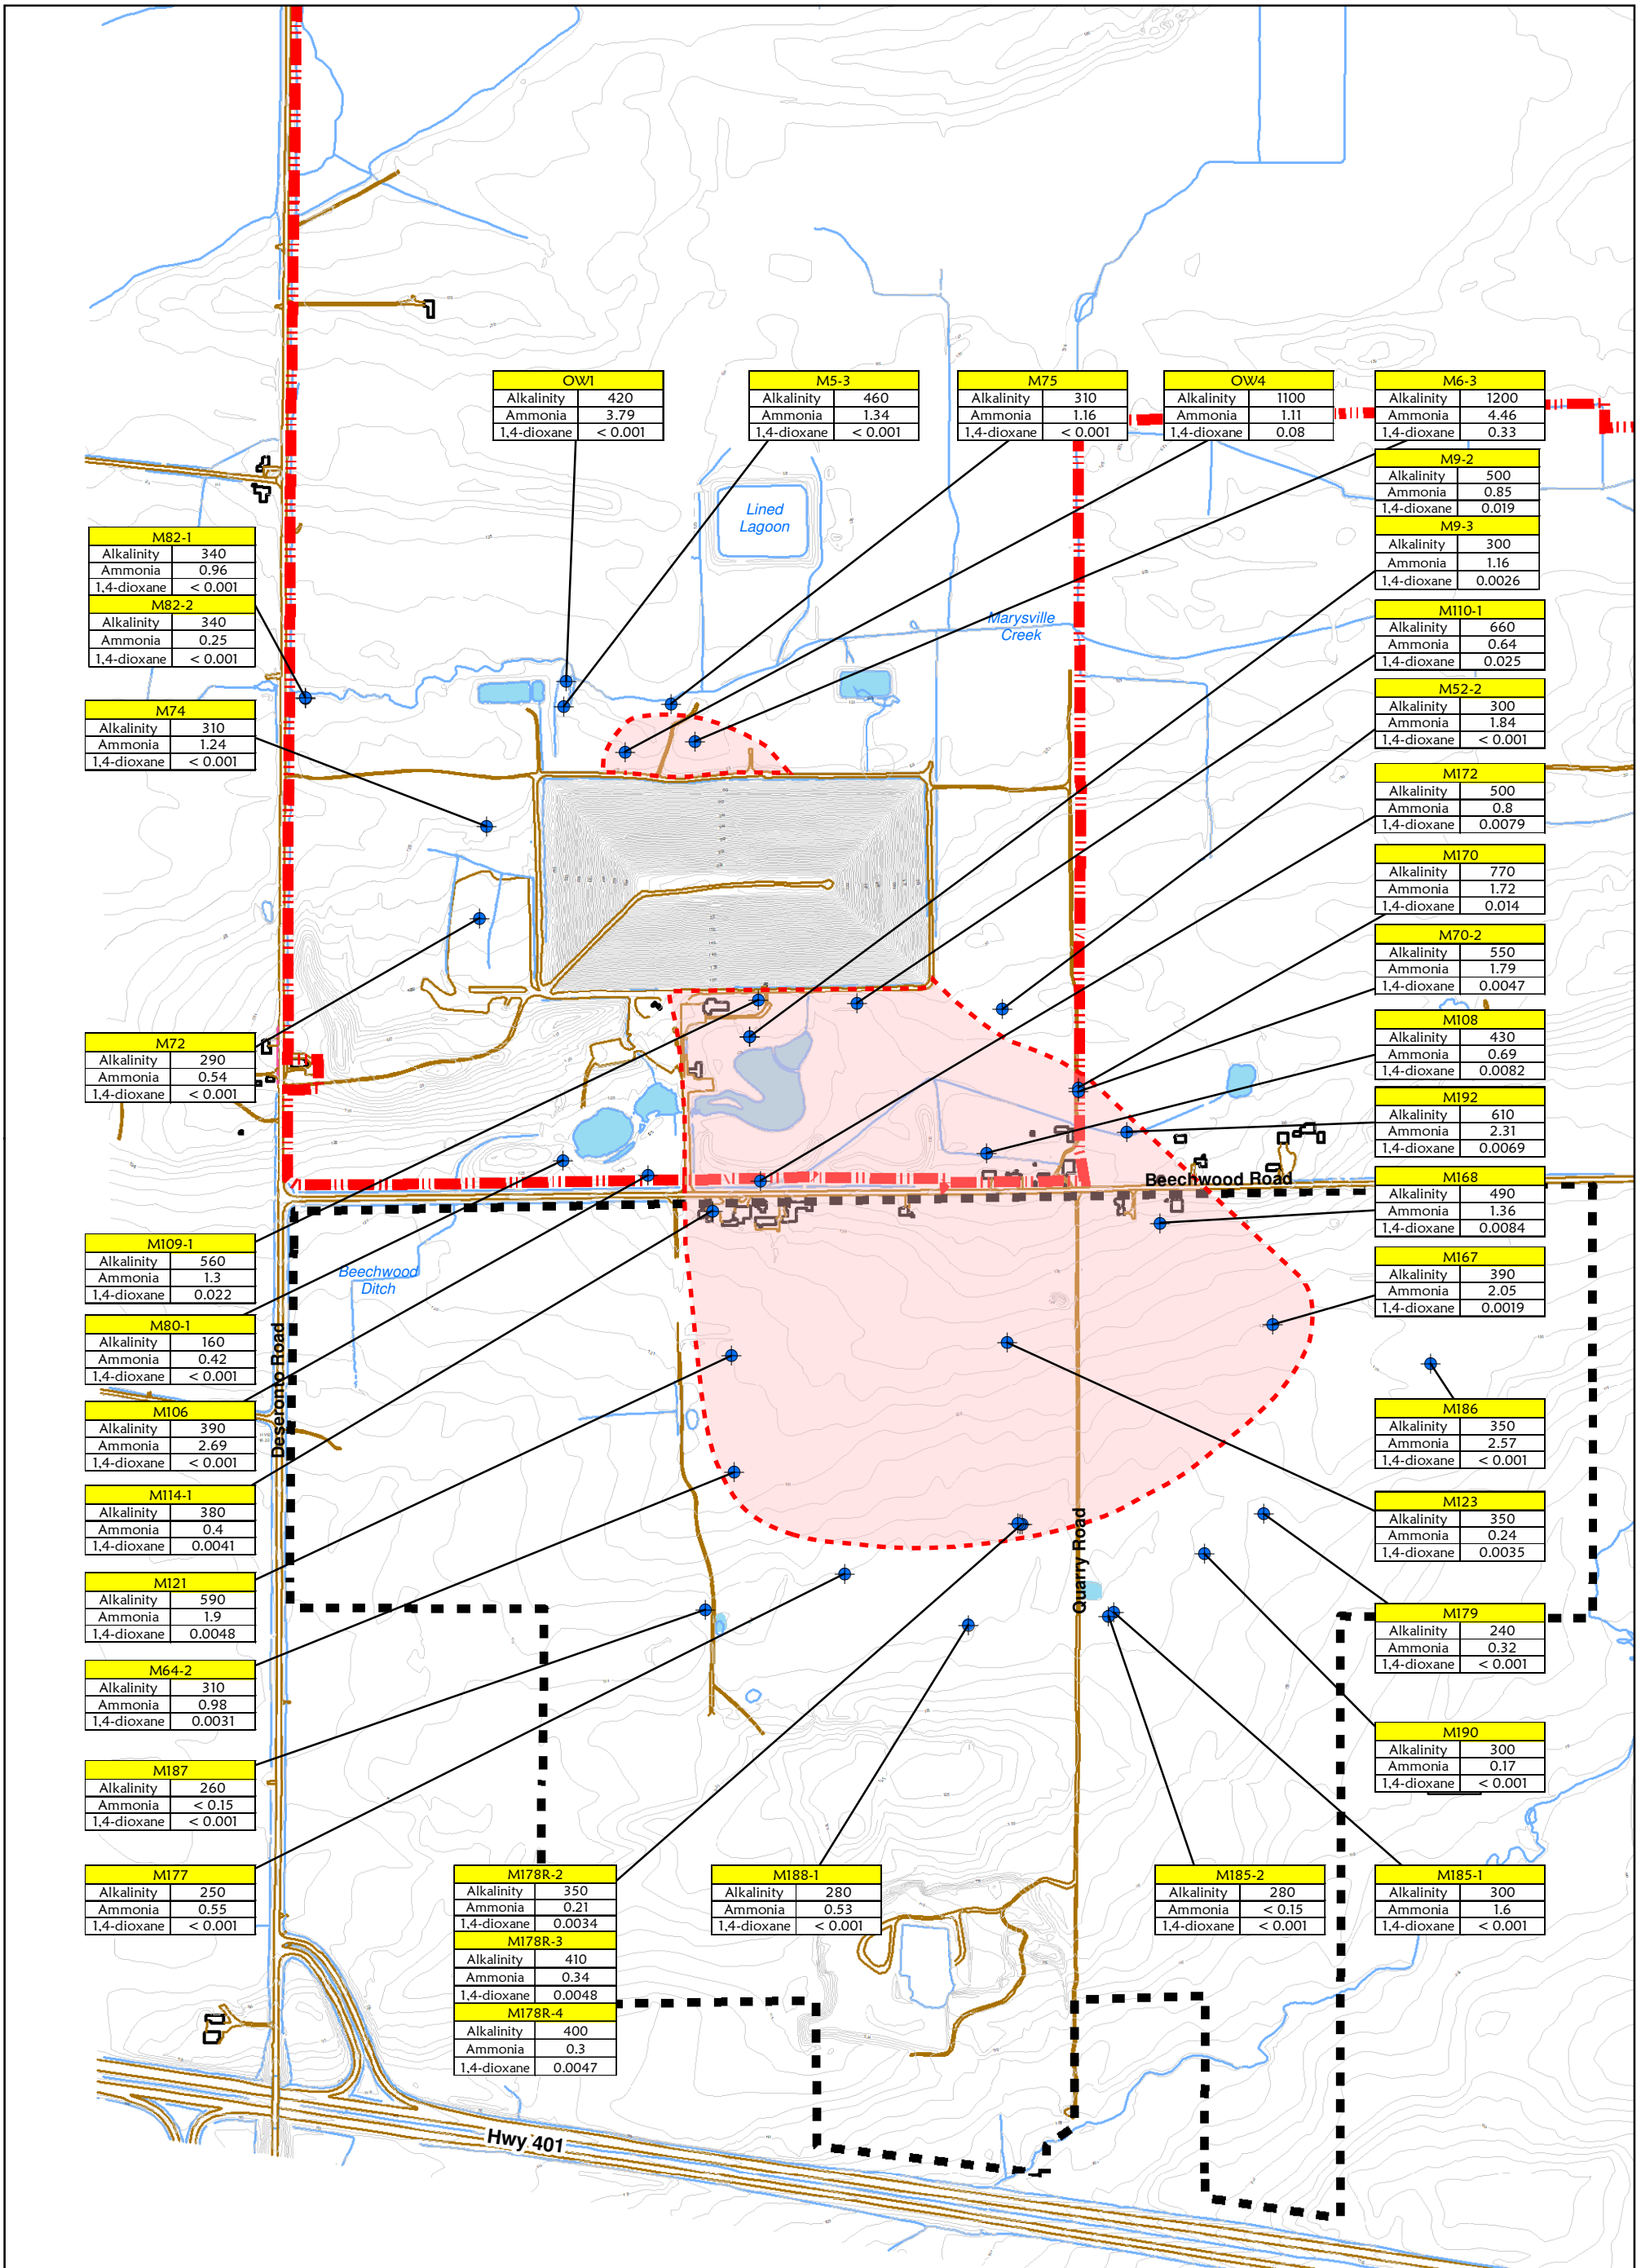 OW1
Alkalinity 420
Ammonia 3.79
1,4-dioxane < 0.001
M5-3
Alkalinity 460
Ammonia 1.34
1,4-dioxane < 0.001
M75
Alkalinity 310
Ammonia 1.16
1,4-dioxane < 0.001
OW4
Alkalinity 1100
Ammonia 1.11
1,4-dioxane 0.08
M6-3
Alkalinity 1200
Ammonia 4.46
1,4-dioxane 0.33
M9-2
Alkalinity 500
Ammonia 0.85
1,4-dioxane 0.019
M9-3
Alkalinity 300
Ammonia 1.16
1,4-dioxane 0.0026
Lined
Lagoon
M82-1
Alkalinity 340
Ammonia 0.96
1,4-dioxane < 0.001
M82-2
Alkalinity 340
Ammonia 0.25
1,4-dioxane < 0.001
Marysville
Creek
M110-1
Alkalinity 660
Ammonia 0.64
1,4-dioxane 0.025
M52-2
Alkalinity 300
Ammonia 1.84
1,4-dioxane < 0.001
M74
Alkalinity 310
Ammonia 1.24
1,4-dioxane < 0.001
M172
Alkalinity 500
Ammonia 0.8
1,4-dioxane 0.0079
M170
Alkalinity 770
Ammonia 1.72
1,4-dioxane 0.014
M70-2
Alkalinity 550
Ammonia 1.79
1,4-dioxane 0.0047
M72
Alkalinity 290
Ammonia 0.54
1,4-dioxane < 0.001
M108
Alkalinity 430
Ammonia 0.69
1,4-dioxane 0.0082
M192
Alkalinity 610
Ammonia 2.31
1,4-dioxane 0.0069
Beechwood Road
M168
Alkalinity 490
Ammonia 1.36
1,4-dioxane 0.0084
M109-1
Alkalinity 560
Ammonia 1.3
1,4-dioxane 0.022
Beechwood
Ditch
M167
Alkalinity 390
Ammonia 2.05
1,4-dioxane 0.0019
M80-1
Alkalinity 160
Ammonia 0.42
1,4-dioxane < 0.001
Deseronto Road
M106
Alkalinity 390
Ammonia 2.69
1,4-dioxane < 0.001
M186
Alkalinity 350
Ammonia 2.57
1,4-dioxane < 0.001
M114-1
Alkalinity 380
Ammonia 0.4
1,4-dioxane 0.0041
M123
Alkalinity 350
Ammonia 0.24
1,4-dioxane 0.0035
Quarry Road
M121
Alkalinity 590
Ammonia 1.9
1,4-dioxane 0.0048
M179
Alkalinity 240
Ammonia 0.32
1,4-dioxane < 0.001
M64-2
Alkalinity 310
Ammonia 0.98
1,4-dioxane 0.0031
M190
Alkalinity 300
Ammonia 0.17
1,4-dioxane < 0.001
M187
Alkalinity 260
Ammonia < 0.15
1,4-dioxane < 0.001
M177
Alkalinity 250
Ammonia 0.55
1,4-dioxane < 0.001
M178R-2
Alkalinity 350
Ammonia 0.21
1,4-dioxane 0.0034
M178R-3
Alkalinity 410
Ammonia 0.34
1,4-dioxane 0.0048
M178R-4
Alkalinity 400
Ammonia 0.3
1,4-dioxane 0.0047
M188-1
Alkalinity 280
Ammonia 0.53
1,4-dioxane < 0.001
M185-2
Alkalinity 280
Ammonia < 0.15
1,4-dioxane < 0.001
M185-1
Alkalinity 300
Ammonia 1.6
1,4-dioxane < 0.001
Hwy 401